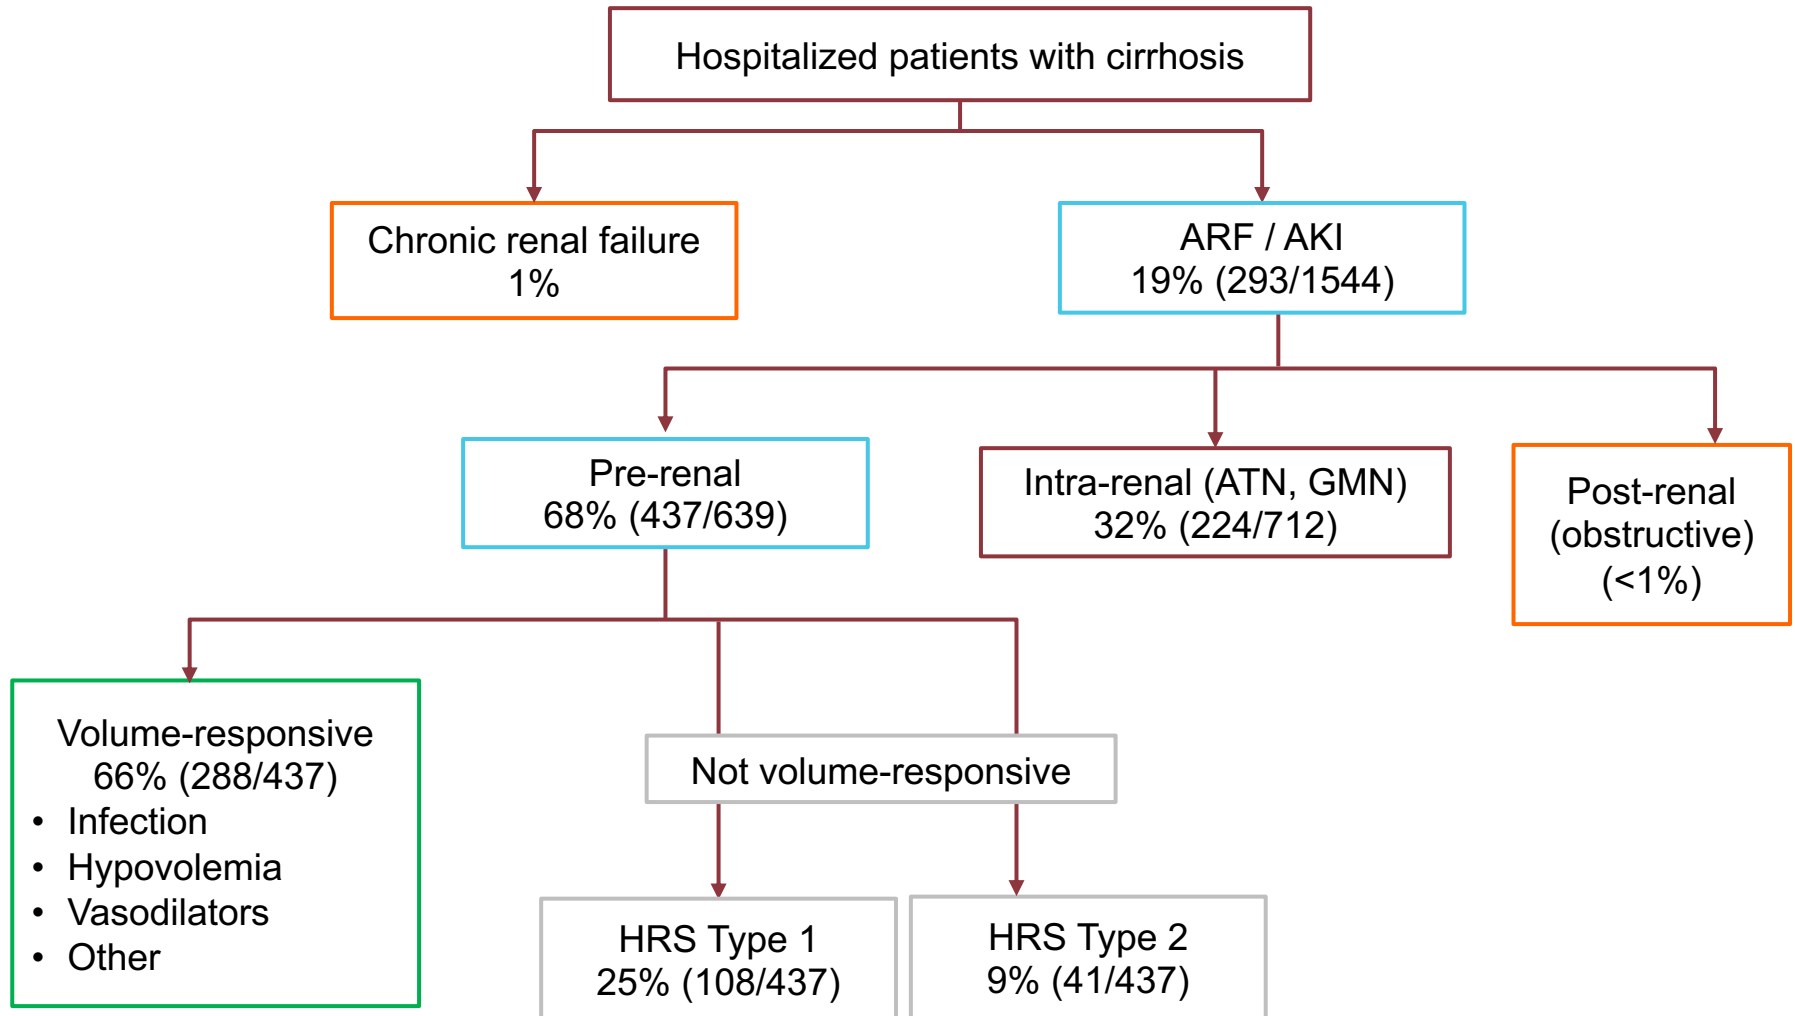 Hospitalized patients with cirrhosis
Chronic renal failure
1%
ARF / AKI
19% (293/1544)
Pre-renal
68% (437/639)
Intra-renal (ATN, GMN)
32% (224/712)
Post-renal
(obstructive)
(<1%)
Volume-responsive
66% (288/437)
• Infection
• Hypovolemia
• Vasodilators
• Other
Not volume-responsive
HRS Type 1
25% (108/437)
HRS Type 2
9% (41/437)